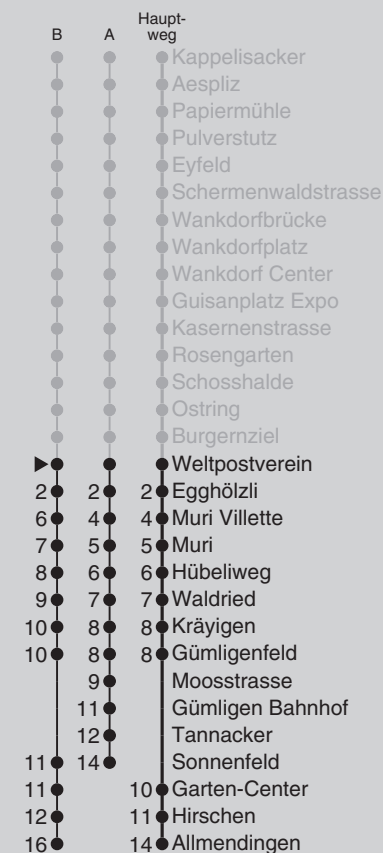 Haupt-
B A weg
Kappelisacker
Aespliz
Papiermühle
Pulverstutz
Eyfeld
Schermenwaldstrasse
Wankdorfbrücke
Wankdorfplatz
Wankdorf Center
Guisanplatz Expo
Kasernenstrasse
Rosengarten
Schosshalde
Ostring
Burgernziel
Weltpostverein
2 2 2 Egghölzli
6 4 4 Muri Villette
7 5 5 Muri
8 6 6 Hübeliweg
9 7 7 Waldried
10 8 8 Kräyigen
10 8 8 Gümligenfeld
9 Moosstrasse
11 Gümligen Bahnhof
12 Tannacker
11 14 Sonnenfeld
11 10 Garten-Center
12 11 Hirschen
16 14 Allmendingen